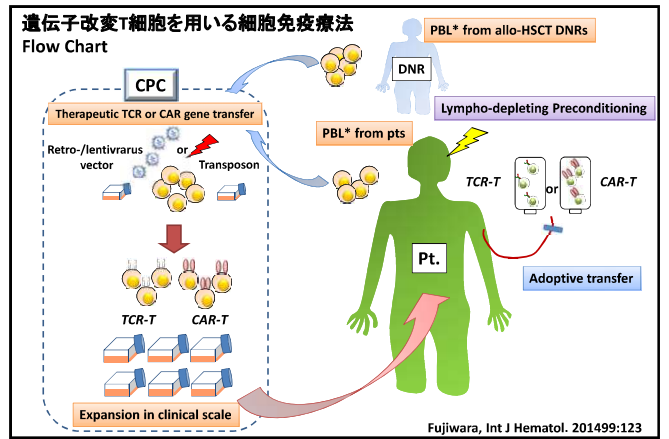 遺伝子改変T細胞を用いる細胞免疫療法
Flow Chart
PBL* from allo-HSCT DNRs
DNR
CPC
Therapeutic TCR or CAR gene transfer
Lympho-depleting Preconditioning
PBL* from pts
Retro-/lentivrarus
vector
or
Transposon
TCR-T
or
CAR-T
Pt.
Adoptive transfer
TCR-T
CAR-T
Expansion in clinical scale
Fujiwara, Int J Hematol. 201499:123